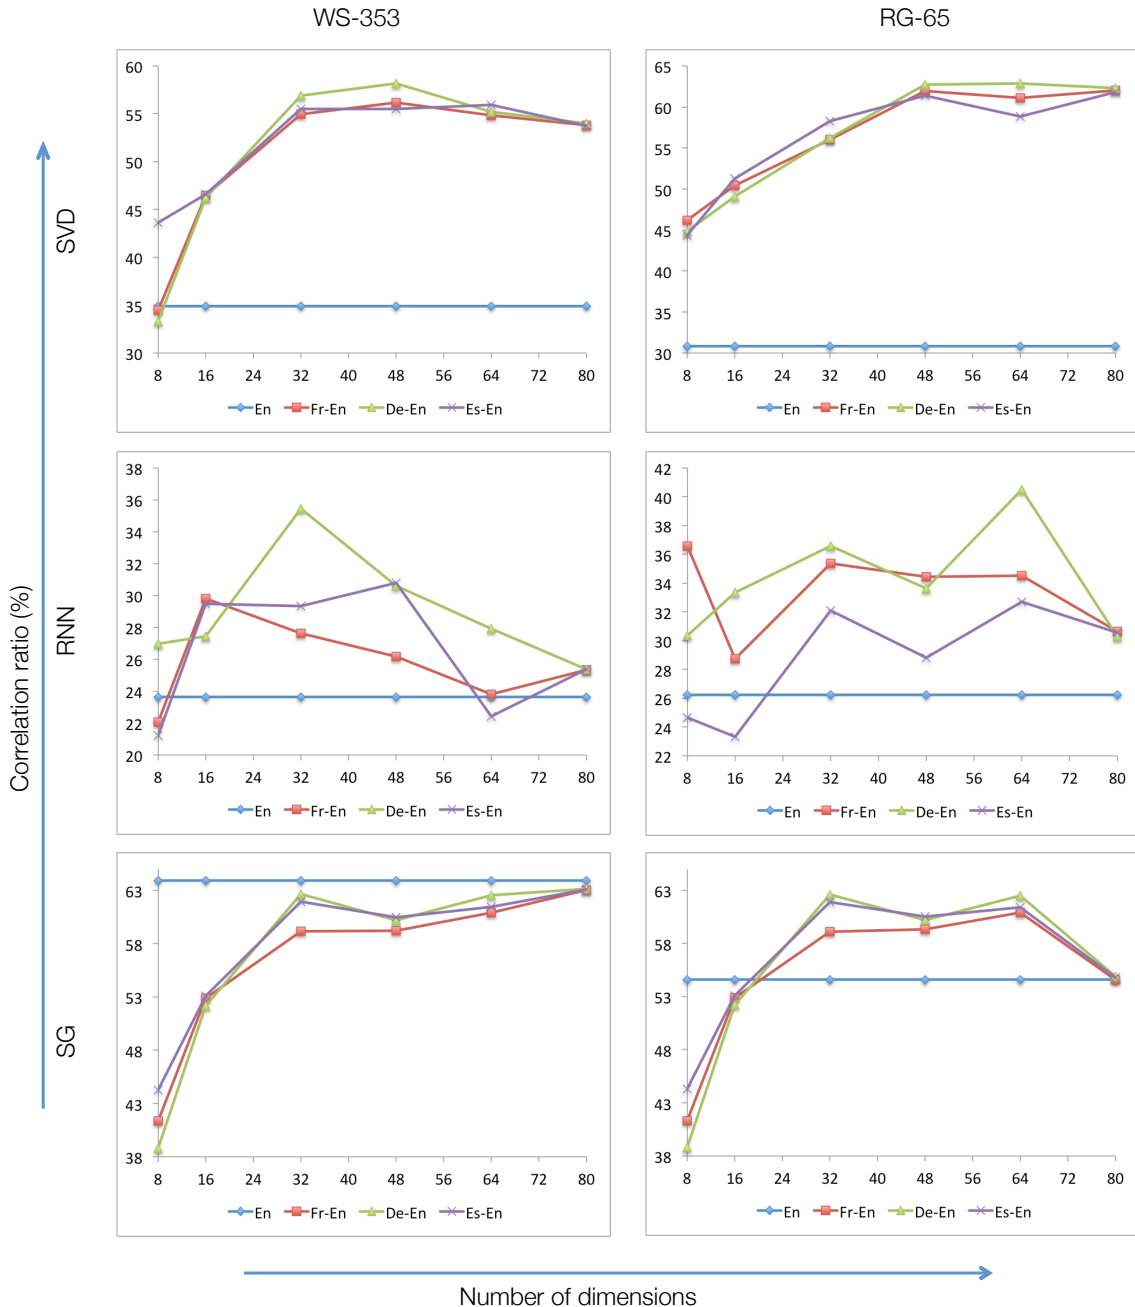 WS-353
RG-65
Correlation ratio (%)
SVD
60
55
50
45
40
35
30
8 16 24 32 40 48 56 64 72 80
En Fr-En De-En Es-En
65
60
55
50
45
40
35
30
8 16 24 32 40 48 56 64 72 80
En Fr-En De-En Es-En
RNN
38
36
34
32
30
28
26
24
22
20
8 16 24 32 40 48 56 64 72 80
En Fr-En De-En Es-En
42
40
38
36
34
32
30
28
26
24
22
8 16 24 32 40 48 56 64 72 80
En Fr-En De-En Es-En
SG
63
58
53
48
43
38
8 16 24 32 40 48 56 64 72 80
En Fr-En De-En Es-En
63
58
53
48
43
38
8 16 24 32 40 48 56 64 72 80
En Fr-En De-En Es-En
Number of dimensions